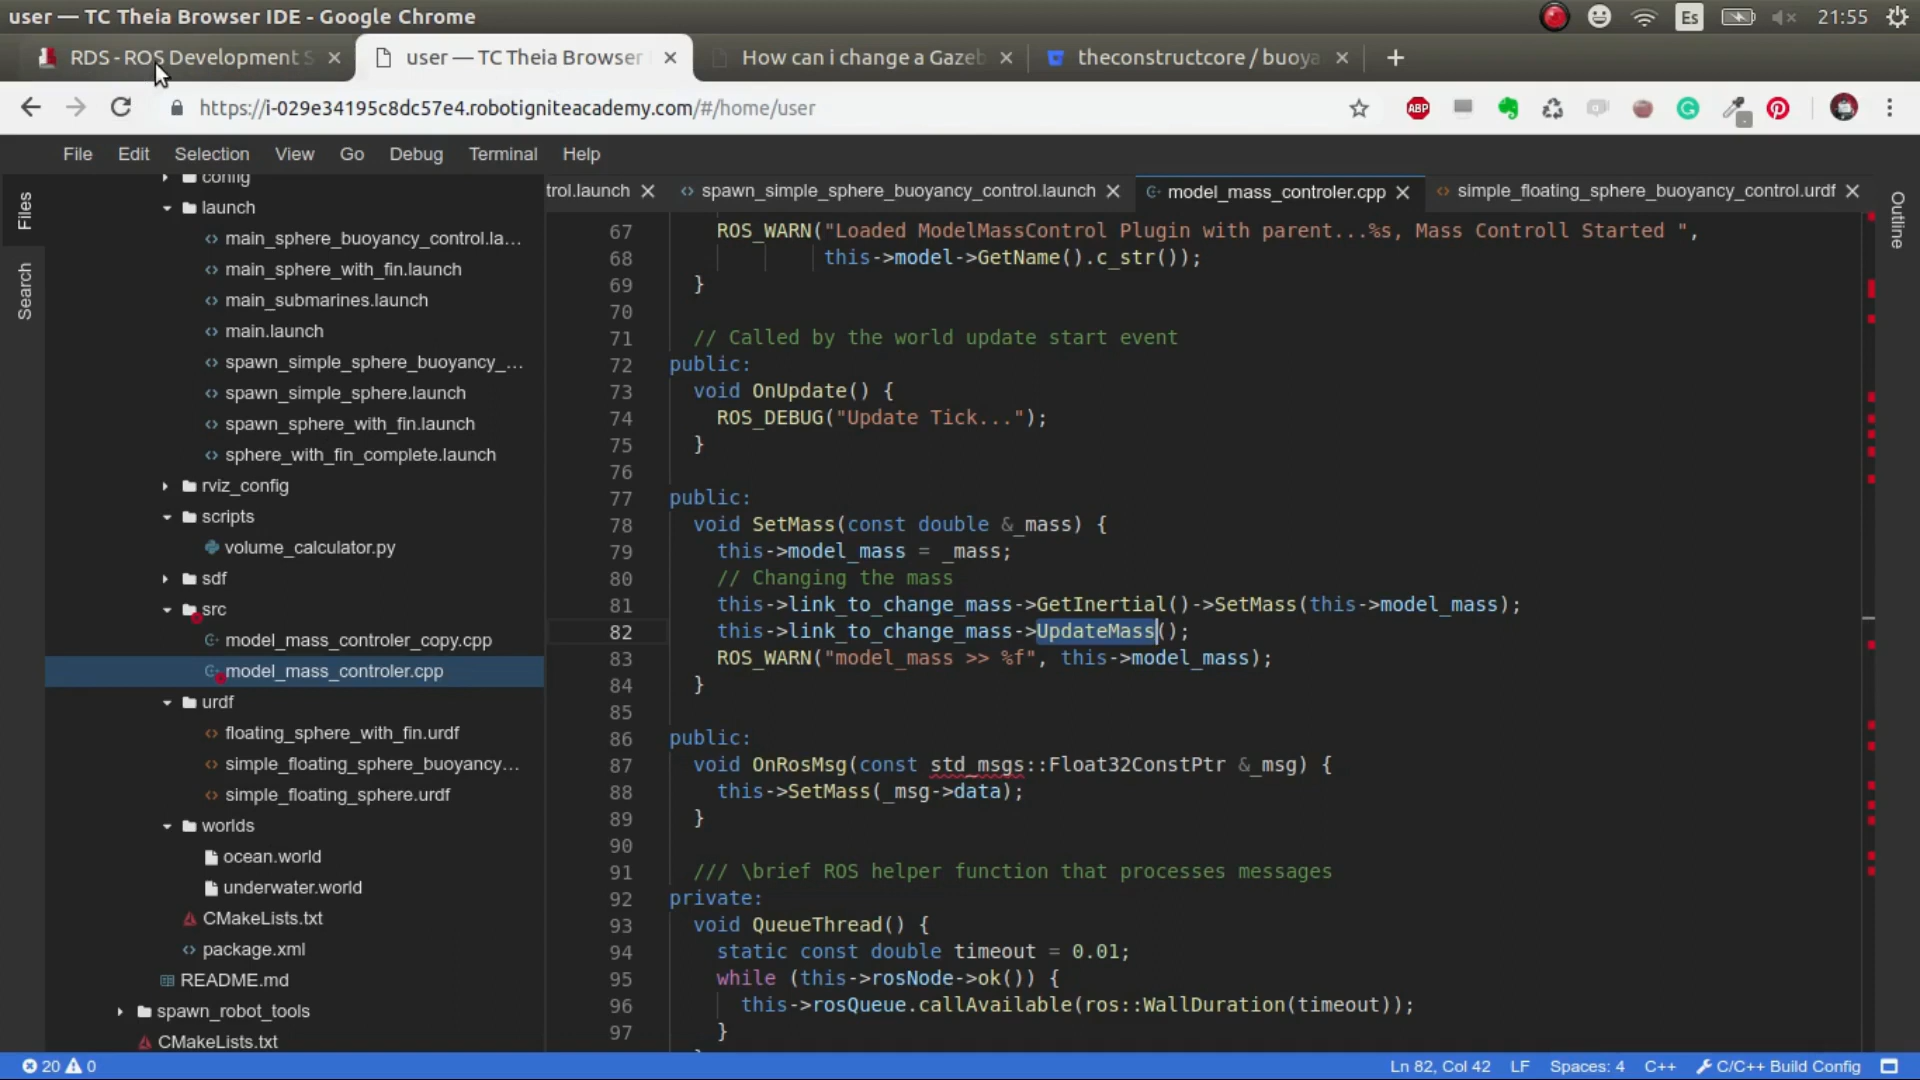 user — TC Theia Browser IDE - Google Chrome
Es
21:55
RDS - ROS Development S
user — TC Theia Browser
How can i change a Gazeb
theconstructcore / buoya
https://i-029e34195c8dc57e4.robotigniteacademy.com/#/home/user
ABP
File Edit Selection View Go Debug Terminal Help
Files
Search
Outline
config
launch
main_sphere_buoyancy_control.la...
main_sphere_with_fin.launch
main_submarines.launch
main.launch
spawn_simple_sphere_buoyancy_...
spawn_simple_sphere.launch
spawn_sphere_with_fin.launch
sphere_with_fin_complete.launch
rviz_config
scripts
volume_calculator.py
sdf
src
model_mass_controler_copy.cpp
model_mass_controler.cpp
urdf
floating_sphere_with_fin.urdf
simple_floating_sphere_buoyancy...
simple_floating_sphere.urdf
worlds
ocean.world
underwater.world
CMakeLists.txt
package.xml
README.md
spawn_robot_tools
CMakeLists.txt
trol.launch
spawn_simple_sphere_buoyancy_control.launch
model_mass_controler.cpp
simple_floating_sphere_buoyancy_control.urdf
67 ROS_WARN("Loaded ModelMassControl Plugin with parent...%s, Mass Controll Started ",
68 this->model->GetName().c_str());
69 }
70
71 // Called by the world update start event
72 public:
73 void OnUpdate() {
74 ROS_DEBUG("Update Tick...");
75 }
76
77 public:
78 void SetMass(const double &_mass) {
79 this->model_mass = _mass;
80 // Changing the mass
81 this->link_to_change_mass->GetInertial()->SetMass(this->model_mass);
82 this->link_to_change_mass->UpdateMass();
83 ROS_WARN("model_mass >> %f", this->model_mass);
84 }
85
86 public:
87 void OnRosMsg(const std_msgs::Float32ConstPtr &_msg) {
88 this->SetMass(_msg->data);
89 }
90
91 /// \brief ROS helper function that processes messages
92 private:
93 void QueueThread() {
94 static const double timeout = 0.01;
95 while (this->rosNode->ok()) {
96 this->rosQueue.callAvailable(ros::WallDuration(timeout));
97 }
20 0
Ln 82, Col 42 LF Spaces: 4 C++ C/C++ Build Config